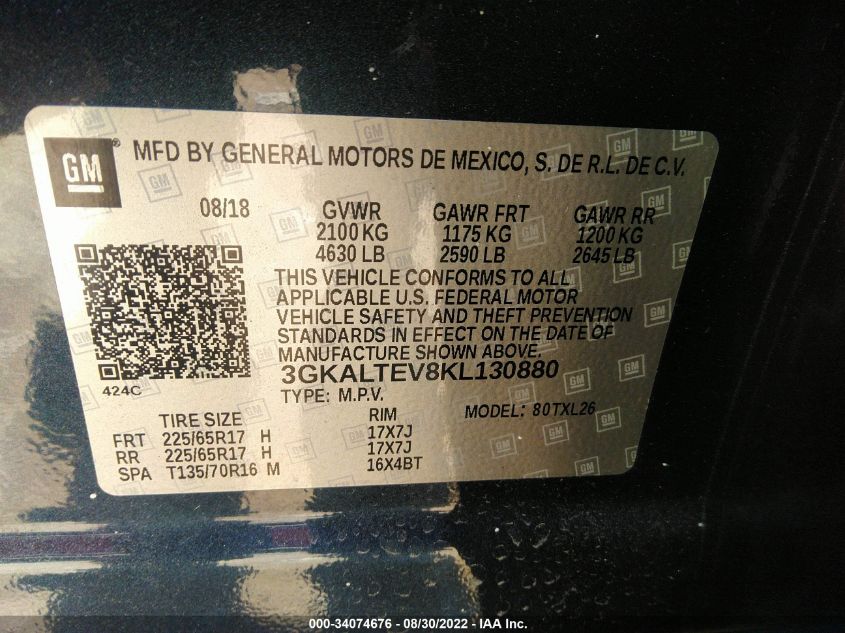 GM ® MFD BY GENERAL MOTORS DE MEXICO, S. DE R.L. DE C.V.
08/18 GVWR GAWR FRT GAWR RR
2100 KG 1175 KG 1200 KG
4630 LB 2590 LB 2645 LB
THIS VEHICLE CONFORMS TO ALL
APPLICABLE U.S. FEDERAL MOTOR
VEHICLE SAFETY AND THEFT PREVENTION
STANDARDS IN EFFECT ON THE DATE OF
MANUFACTURE SHOWN ABOVE.
3GKALTEV8KL130880
424C
TYPE: M.P.V. MODEL: 80TXL26
TIRE SIZE RIM
FRT 225/65R17 H 17X7J
RR 225/65R17 H 17X7J
SPA T135/70R16 M 16X4BT
000-34074676 - 08/30/2022 - IAA Inc.